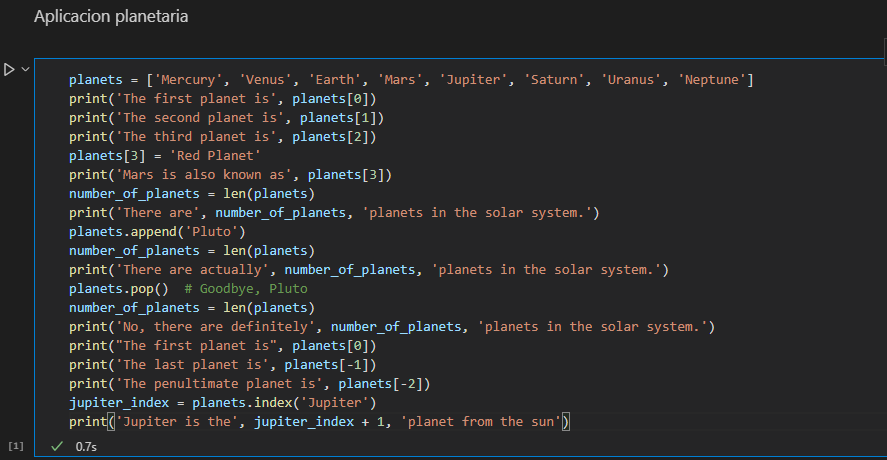 Aplicacion planetaria
planets = ['Mercury', 'Venus', 'Earth', 'Mars', 'Jupiter', 'Saturn', 'Uranus', 'Neptune']
print('The first planet is', planets[0])
print('The second planet is', planets[1])
print('The third planet is', planets[2])
planets[3] = 'Red Planet'
print('Mars is also known as', planets[3])
number_of_planets = len(planets)
print('There are', number_of_planets, 'planets in the solar system.')
planets.append('Pluto')
number_of_planets = len(planets)
print('There are actually', number_of_planets, 'planets in the solar system.')
planets.pop()  # Goodbye, Pluto
number_of_planets = len(planets)
print('No, there are definitely', number_of_planets, 'planets in the solar system.')
print("The first planet is", planets[0])
print('The last planet is', planets[-1])
print('The penultimate planet is', planets[-2])
jupiter_index = planets.index('Jupiter')
print('Jupiter is the', jupiter_index + 1, 'planet from the sun')
[1] ✓ 0.7s